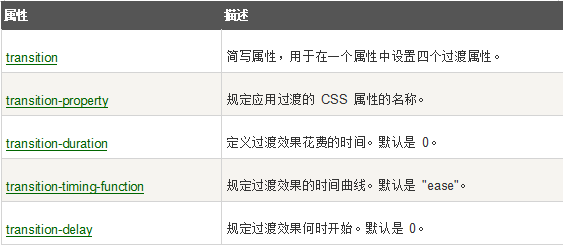 属性 描述
transition 简写属性，用于在一个属性中设置四个过渡属性。
transition-property 规定应用过渡的 CSS 属性的名称。
transition-duration 定义过渡效果花费的时间。默认是 0。
transition-timing-function 规定过渡效果的时间曲线。默认是 "ease"。
transition-delay 规定过渡效果何时开始。默认是 0。